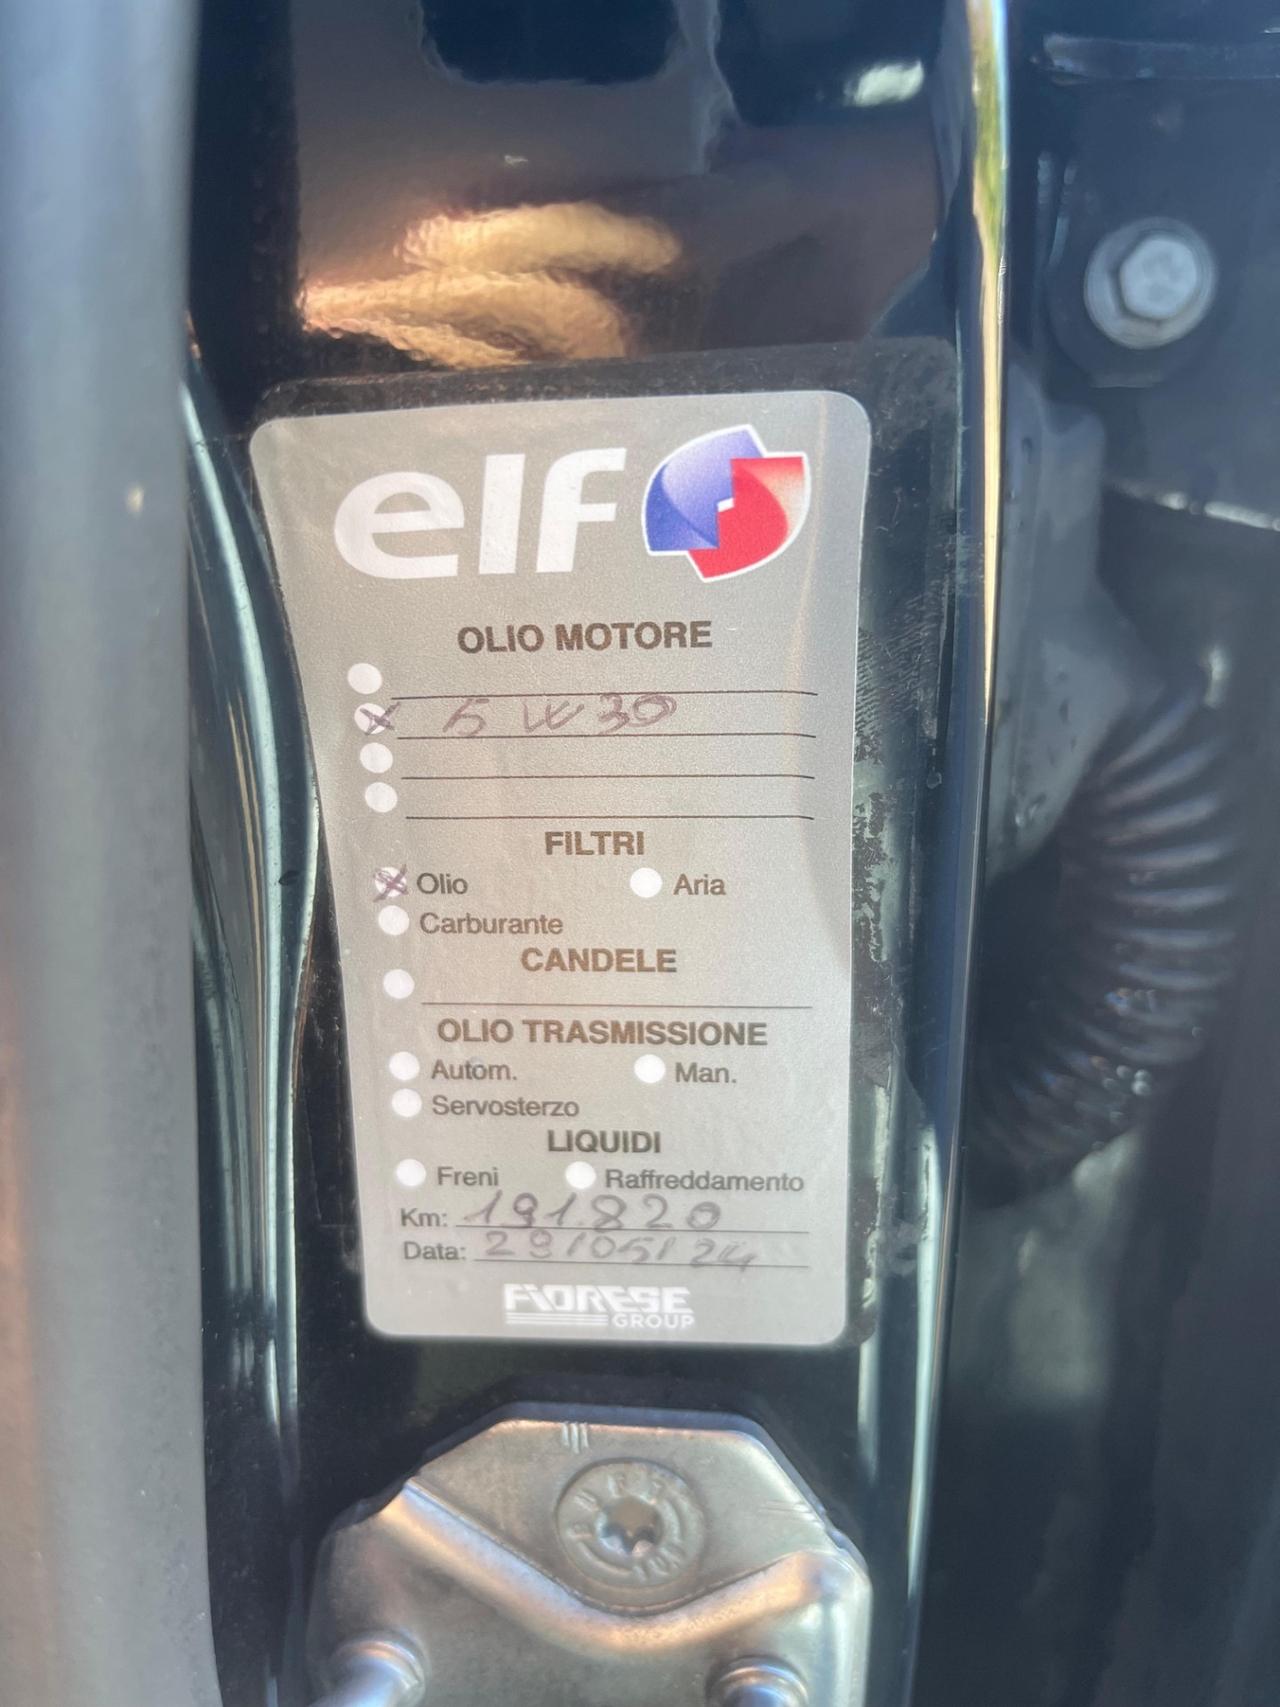 elf
OLIO MOTORE
5W30
FILTRI
Olio Aria
Carburante
CANDELE
OLIO TRASMISSIONE
Autom. Man.
Servosterzo
LIQUIDI
Freni Raffreddamento
Km: 191.820
Data: 29/05/24
FIORESE
GROUP